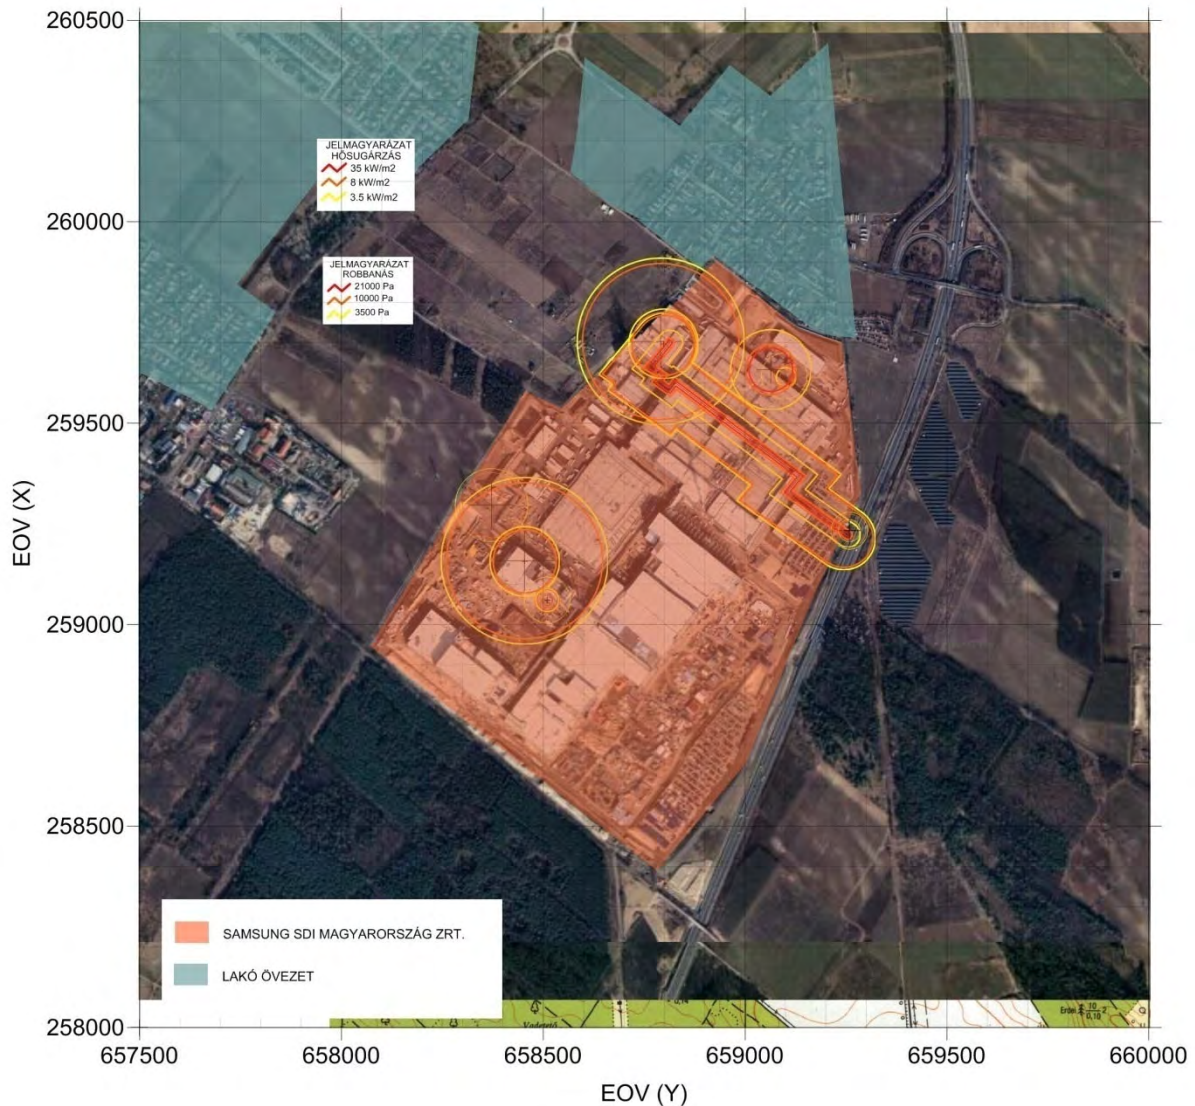 260500
JELMAGYARÁZAT
HŐSUGÁRZÁS
35 kW/m2
8 kW/m2
3.5 kW/m2
260000
JELMAGYARÁZAT
ROBBANÁS
21000 Pa
10000 Pa
3500 Pa
259500
EOV (X)
259000
258500
SAMSUNG SDI MAGYARORSZÁG ZRT.
LAKÓ ÖVEZET
258000
657500 658000 658500 659000 659500 660000
EOV (Y)